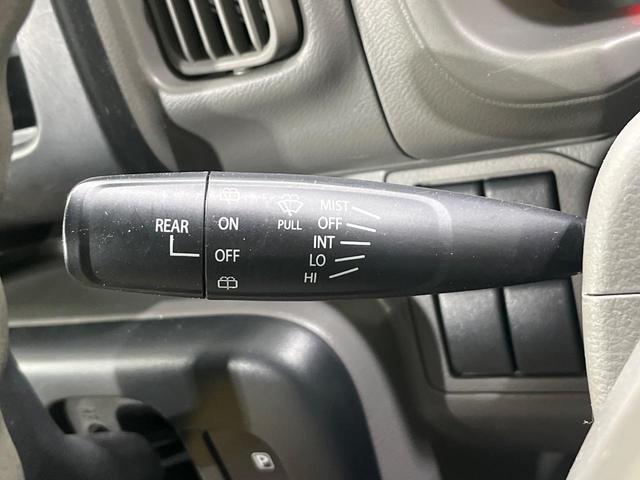 REAR
ON
OFF
PULL
MIST
OFF
INT
LO
HI
P